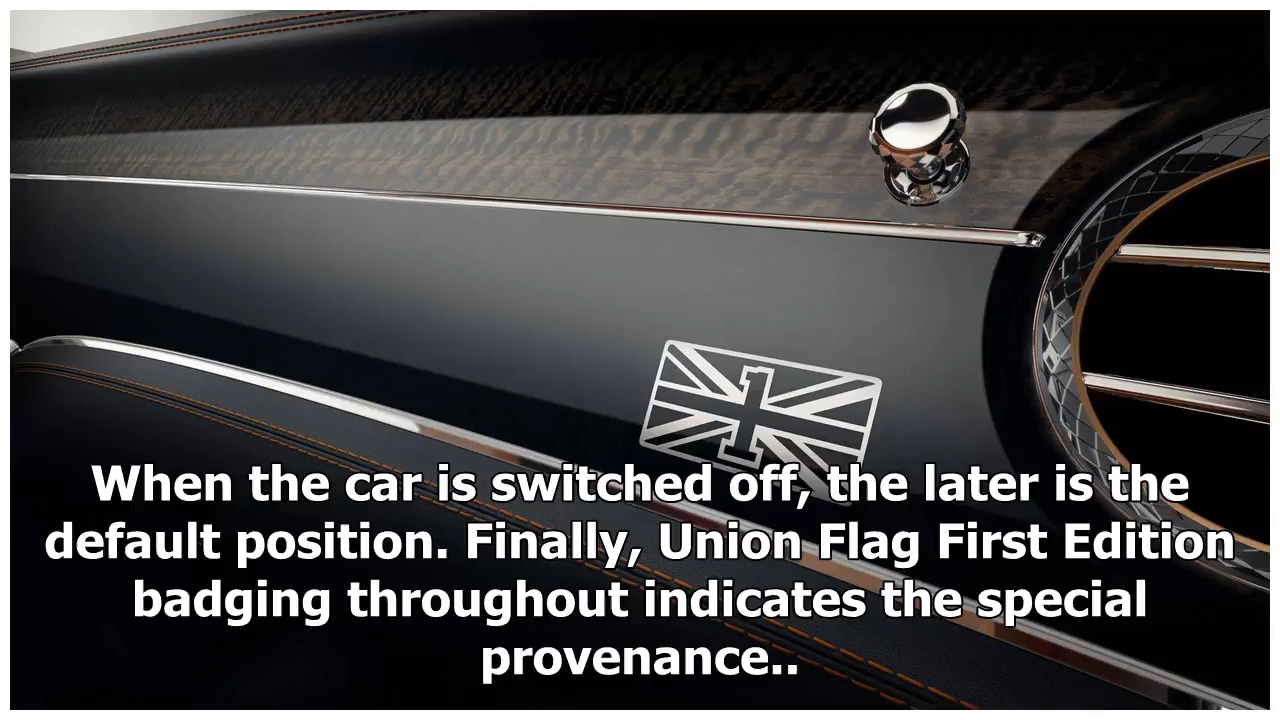 1
When the car is switched off, the later is the
default position. Finally, Union Flag First Edition
badging throughout indicates the special
provenance..